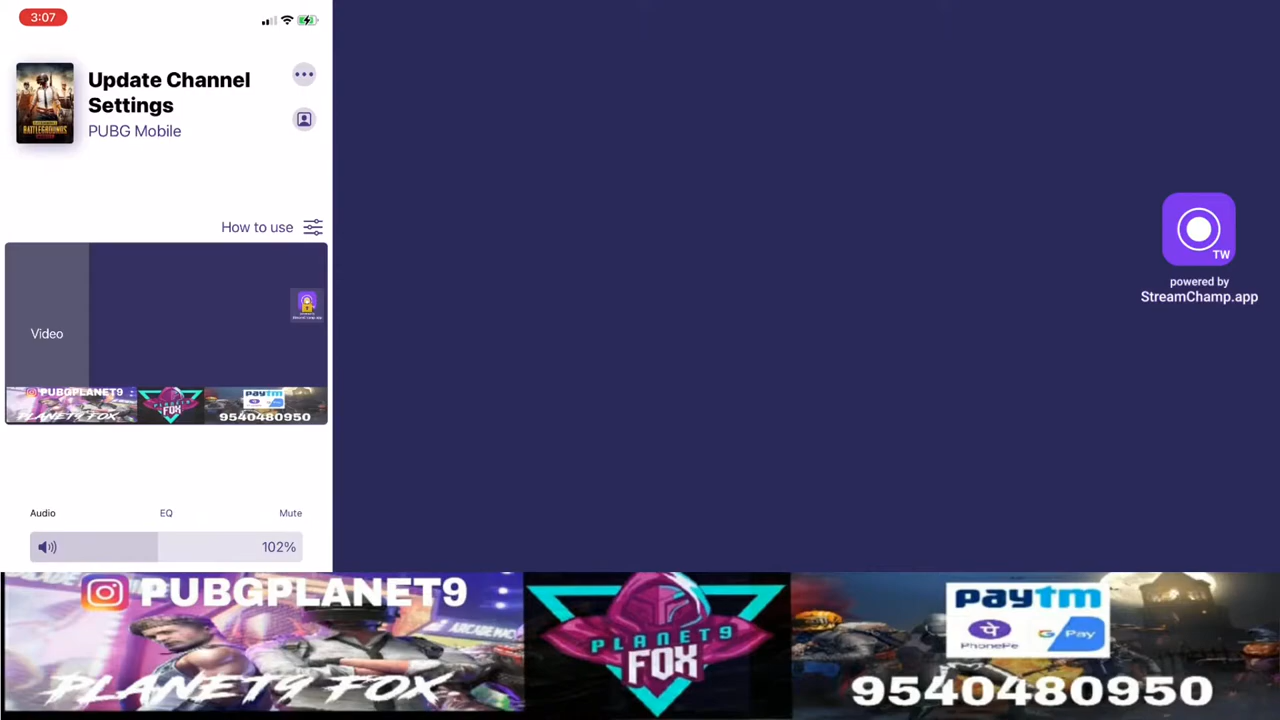 3:07
Update Channel
Settings
PUBG Mobile
How to use
Video
PUBGPLANET9
PLANET9 FOX
FOX
paytm
9540480950
Audio
EQ
Mute
102%
TW
powered by
StreamChamp.app
PUBGPLANET9
PLANET9 FOX
PLANET9
FOX
paytm
PhonePe
G Pay
9540480950